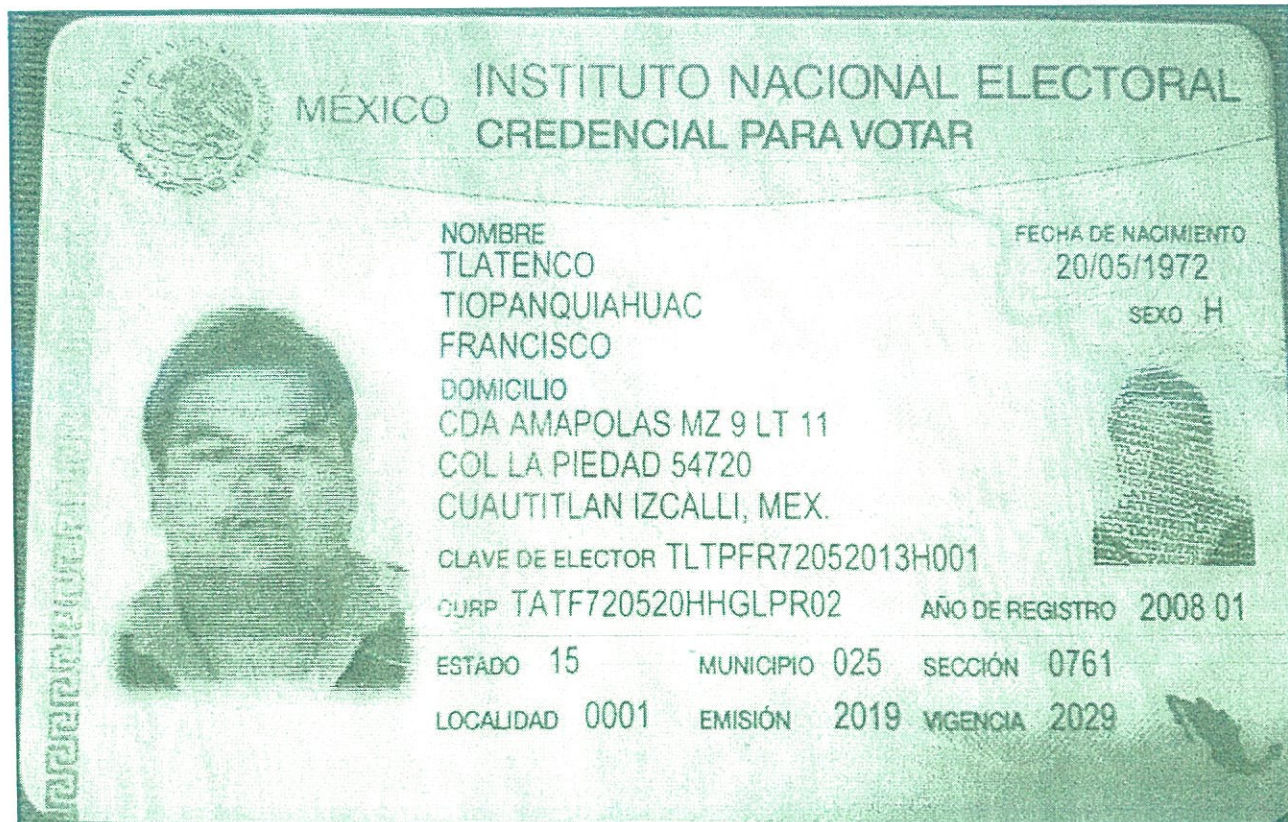 MÉXICO
INSTITUTO NACIONAL ELECTORAL
CREDENCIAL PARA VOTAR
NOMBRE
TLATENCO
TIOPANQUIAHUAC
FRANCISCO
FECHA DE NACIMIENTO
20/05/1972
SEXO H
DOMICILIO
CDA AMAPOLAS MZ 9 LT 11
COL LA PIEDAD 54720
CUAUTITLAN IZCALLI, MEX.
CLAVE DE ELECTOR TLTPFR72052013H001
CURP TATF720520HHGLPR02
AÑO DE REGISTRO 2008 01
ESTADO 15 MUNICIPIO 025 SECCIÓN 0761
LOCALIDAD 0001 EMISIÓN 2019 VIGENCIA 2029